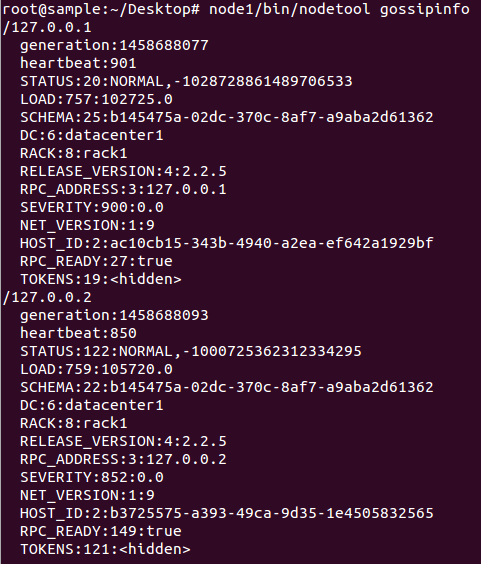 root@sample:~/Desktop# node1/bin/nodetool gossipinfo
/127.0.0.1
generation:1458688077
heartbeat:901
STATUS:20:NORMAL,-1028728861489706533
LOAD:757:102725.0
SCHEMA:25:b145475a-02dc-370c-8af7-a9aba2d61362
DC:6:datacenter1
RACK:8:rack1
RELEASE_VERSION:4:2.2.5
RPC_ADDRESS:3:127.0.0.1
SEVERITY:900:0.0
NET_VERSION:1:9
HOST_ID:2:ac10cb15-343b-4940-a2ea-ef642a1929bf
RPC_READY:27:true
TOKENS:19:<hidden>
/127.0.0.2
generation:1458688093
heartbeat:850
STATUS:122:NORMAL,-1000725362312334295
LOAD:759:105720.0
SCHEMA:22:b145475a-02dc-370c-8af7-a9aba2d61362
DC:6:datacenter1
RACK:8:rack1
RELEASE_VERSION:4:2.2.5
RPC_ADDRESS:3:127.0.0.2
SEVERITY:852:0.0
NET_VERSION:1:9
HOST_ID:2:b3725575-a393-49ca-9d35-1e4505832565
RPC_READY:149:true
TOKENS:121:<hidden>